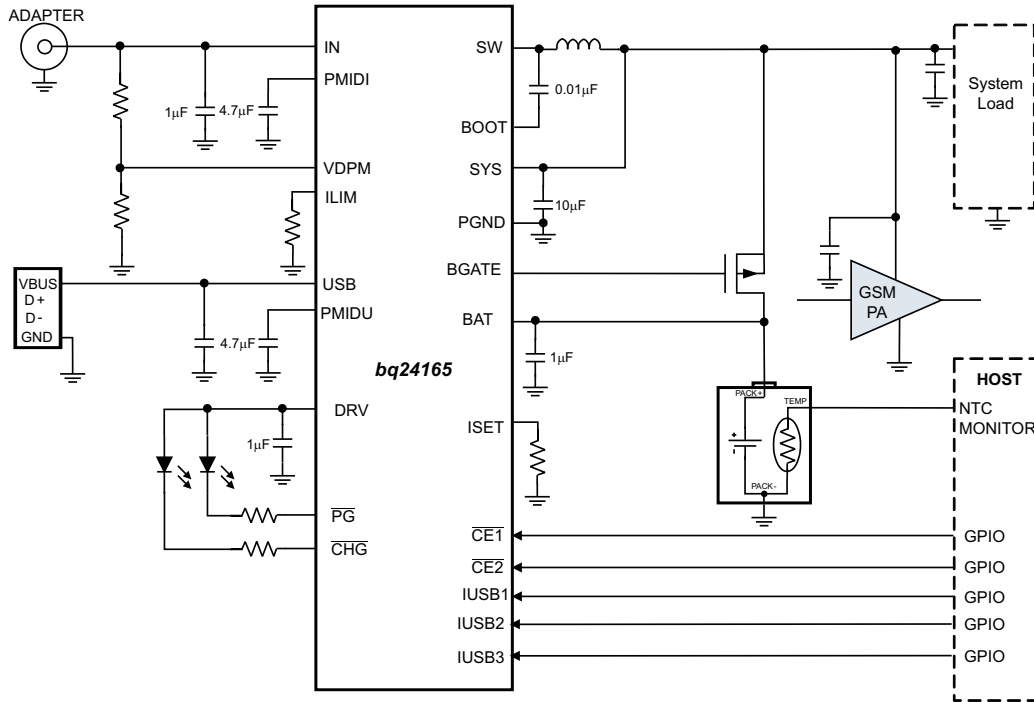 ADAPTER
IN
PMIDI
1μF
4.7μF
VDPM
ILIM
VBUS
D+
D-
GND
USB
PMIDU
4.7μF
bq24165
DRV
1μF
PG
CHG
SW
0.01μF
BOOT
SYS
10μF
PGND
BGATE
BAT
1μF
ISET
CE1
CE2
IUSB1
IUSB2
IUSB3
System
Load
GSM
PA
PACK+
TEMP
+
-
PACK-
HOST
NTC
MONITOR
GPIO
GPIO
GPIO
GPIO
GPIO